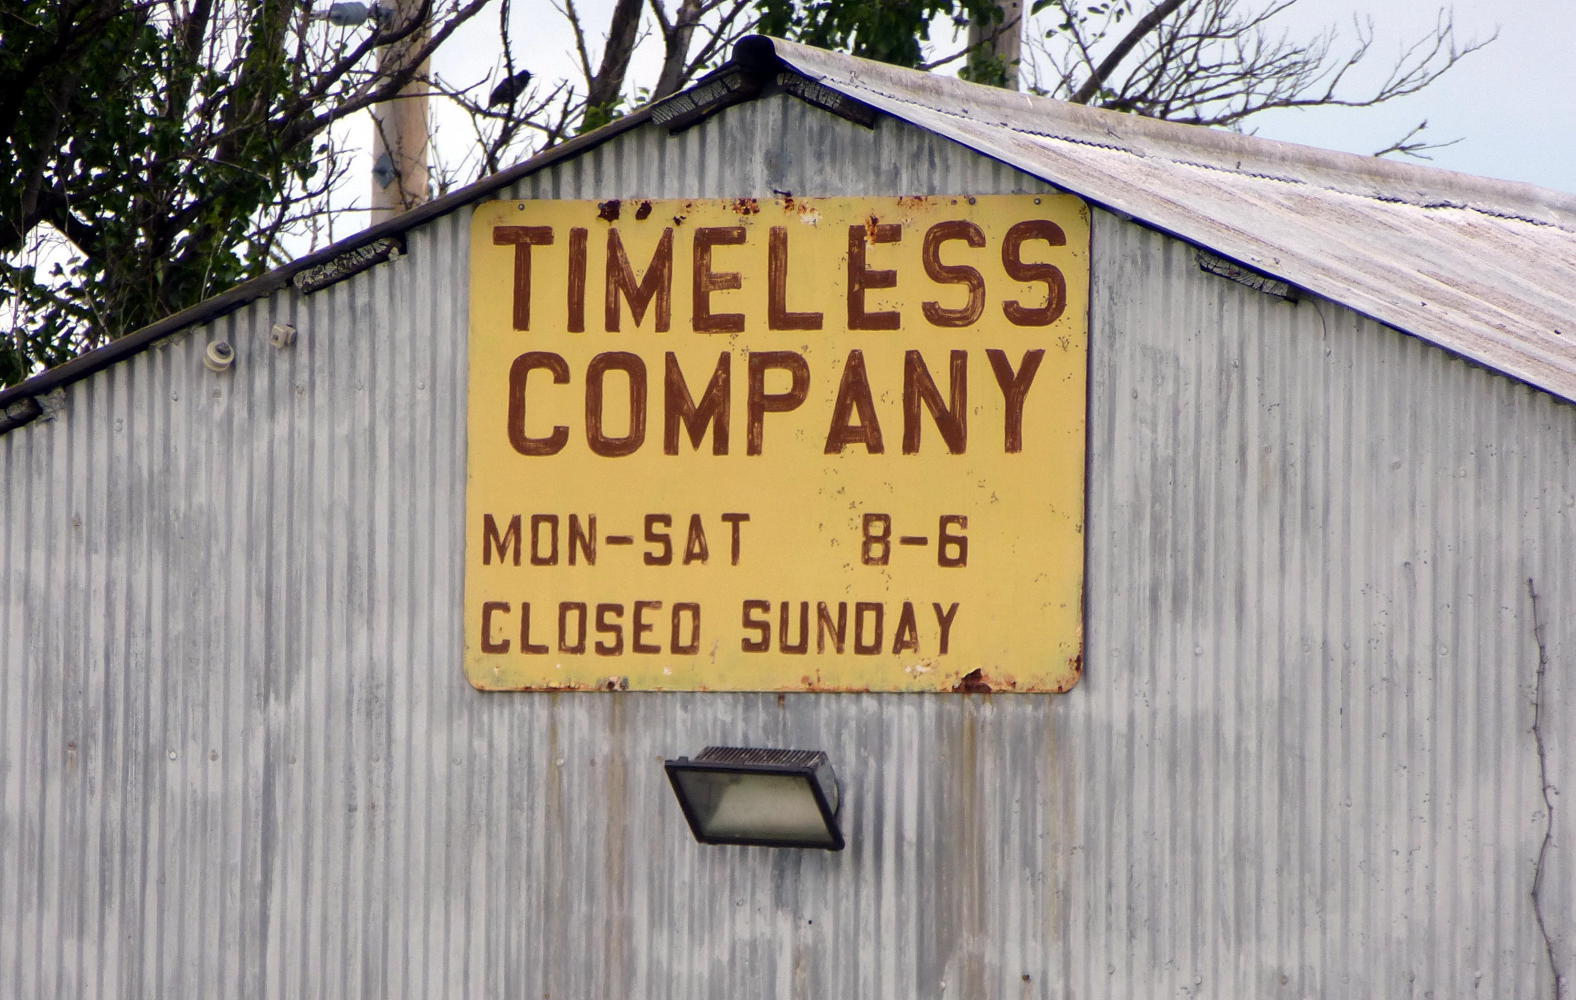 TIMELESS
COMPANY
MON-SAT 8-6
CLOSED SUNDAY